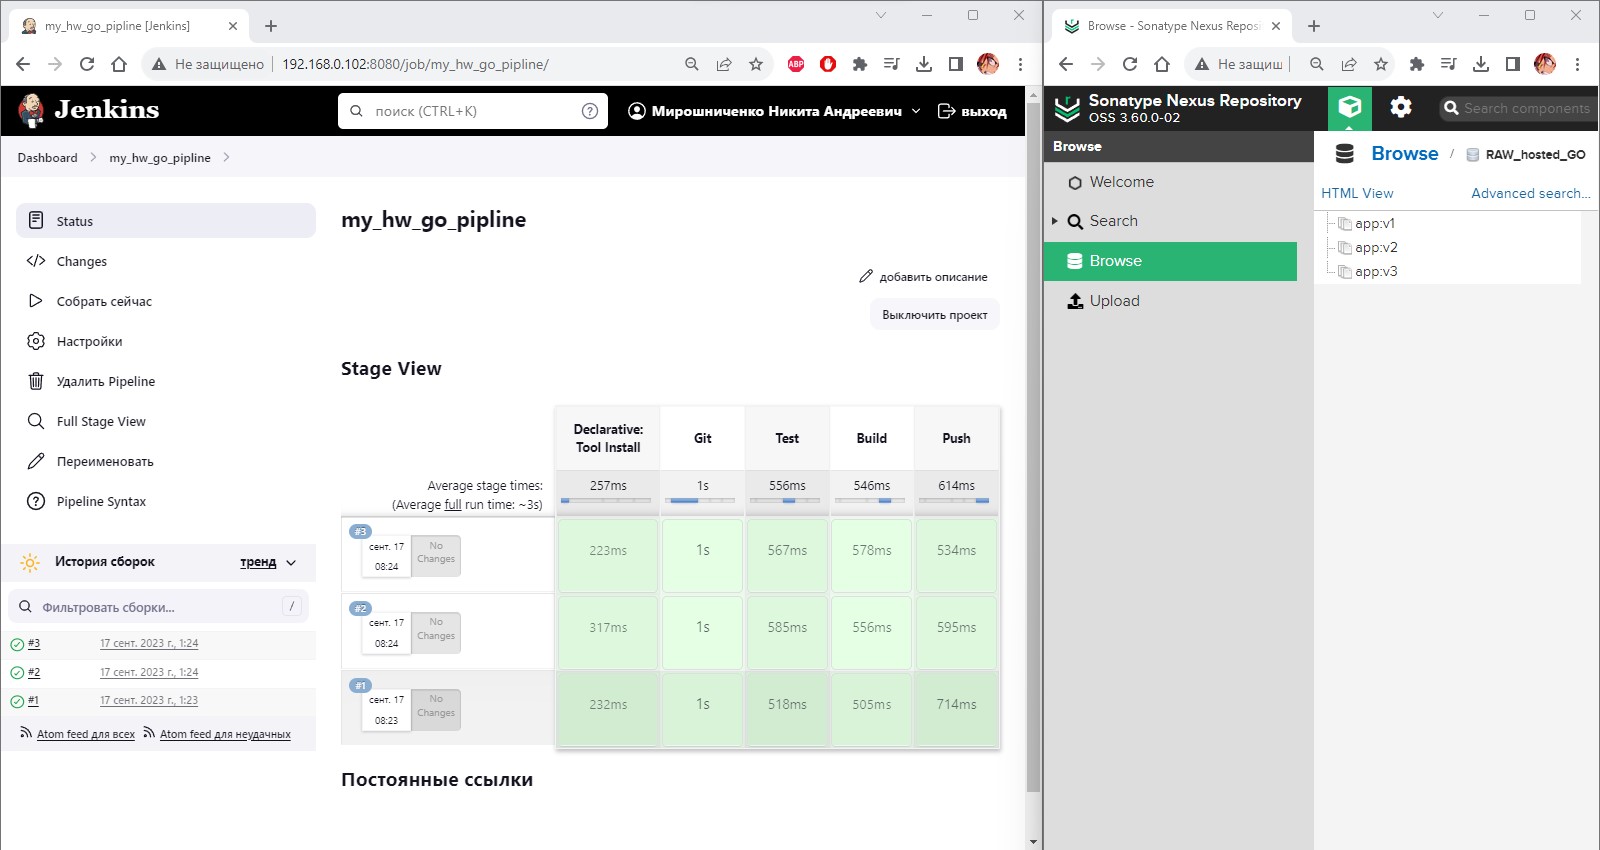 my_hw_go_pipline [Jenkins]
Не защищено
192.168.0.102:8080/job/my_hw_go_pipline/
ABP
Jenkins
поиск (CTRL+K)
Мирошниченко Никита Андреевич
выход
Dashboard
my_hw_go_pipline
Status
Changes
Собрать сейчас
Настройки
Удалить Pipeline
Full Stage View
Переименовать
Pipeline Syntax
История сборок
тренд
Фильтровать сборки...
/
#3 17 сент. 2023 г., 1:24
#2 17 сент. 2023 г., 1:24
#1 17 сент. 2023 г., 1:23
Atom feed для всех
Atom feed для неудачных
my_hw_go_pipline
добавить описание
Выключить проект
Stage View
Declarative:
Tool Install
Git
Test
Build
Push
Average stage times:
(Average full run time: ~3s)
257ms
1s
556ms
546ms
614ms
#3
сент. 17
08:24
No
Changes
223ms
1s
567ms
578ms
534ms
#2
сент. 17
08:24
No
Changes
317ms
1s
585ms
556ms
595ms
#1
сент. 17
08:23
No
Changes
232ms
1s
518ms
505ms
714ms
Постоянные ссылки
Browse - Sonatype Nexus Reposi
Не защищ
Sonatype Nexus Repository
OSS 3.60.0-02
Search components
Browse
Welcome
Search
Browse
Upload
Browse / RAW_hosted_GO
HTML View
Advanced search...
app:v1
app:v2
app:v3